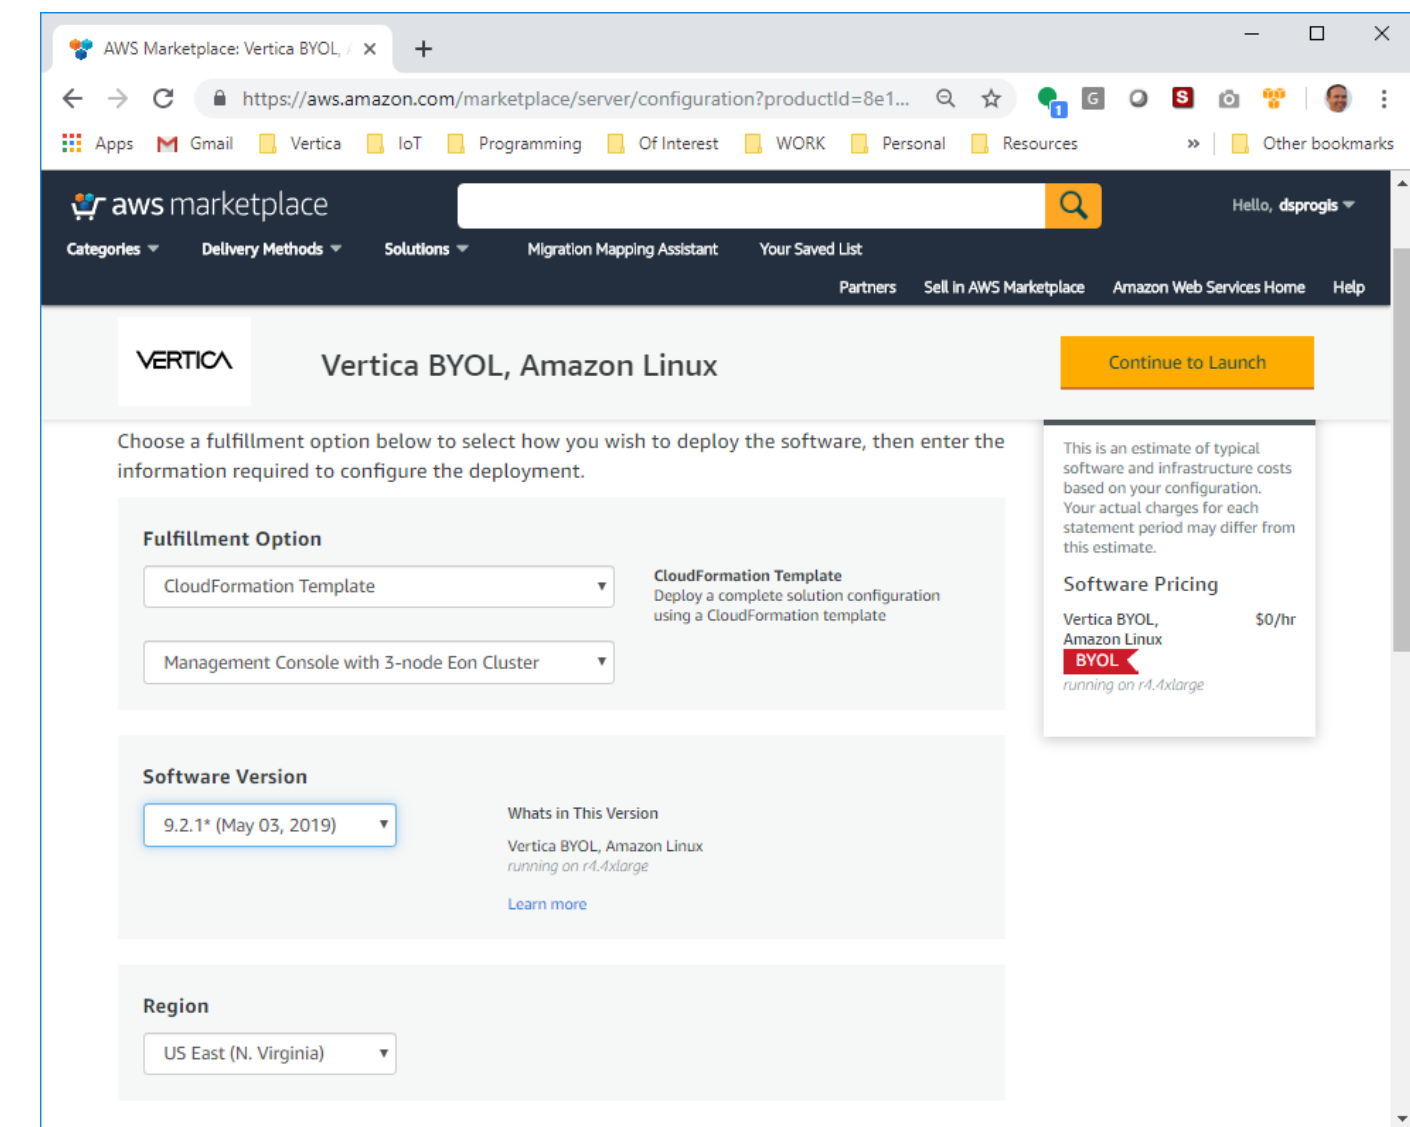 AWS Marketplace: Vertica BYOL, A
https://aws.amazon.com/marketplace/server/configuration?productId=8e1...
1
G
S
Apps Gmail Vertica IoT Programming Of Interest WORK Personal Resources » Other bookmarks
aws marketplace
Hello, dsprogis
Categories Delivery Methods Solutions Migration Mapping Assistant Your Saved List
Partners Sell in AWS Marketplace Amazon Web Services Home Help
VERTICA
Vertica BYOL, Amazon Linux
Continue to Launch
Choose a fulfillment option below to select how you wish to deploy the software, then enter the
information required to configure the deployment.
Fulfillment Option
CloudFormation Template
CloudFormation Template
Deploy a complete solution configuration
using a CloudFormation template
Management Console with 3-node Eon Cluster
Software Version
9.2.1* (May 03, 2019)
Whats in This Version
Vertica BYOL, Amazon Linux
running on r4.4xlarge
Learn more
Region
US East (N. Virginia)
This is an estimate of typical
software and infrastructure costs
based on your configuration.
Your actual charges for each
statement period may differ from
this estimate.
Software Pricing
Vertica BYOL, $0/hr
Amazon Linux
BYOL
running on r4.4xlarge